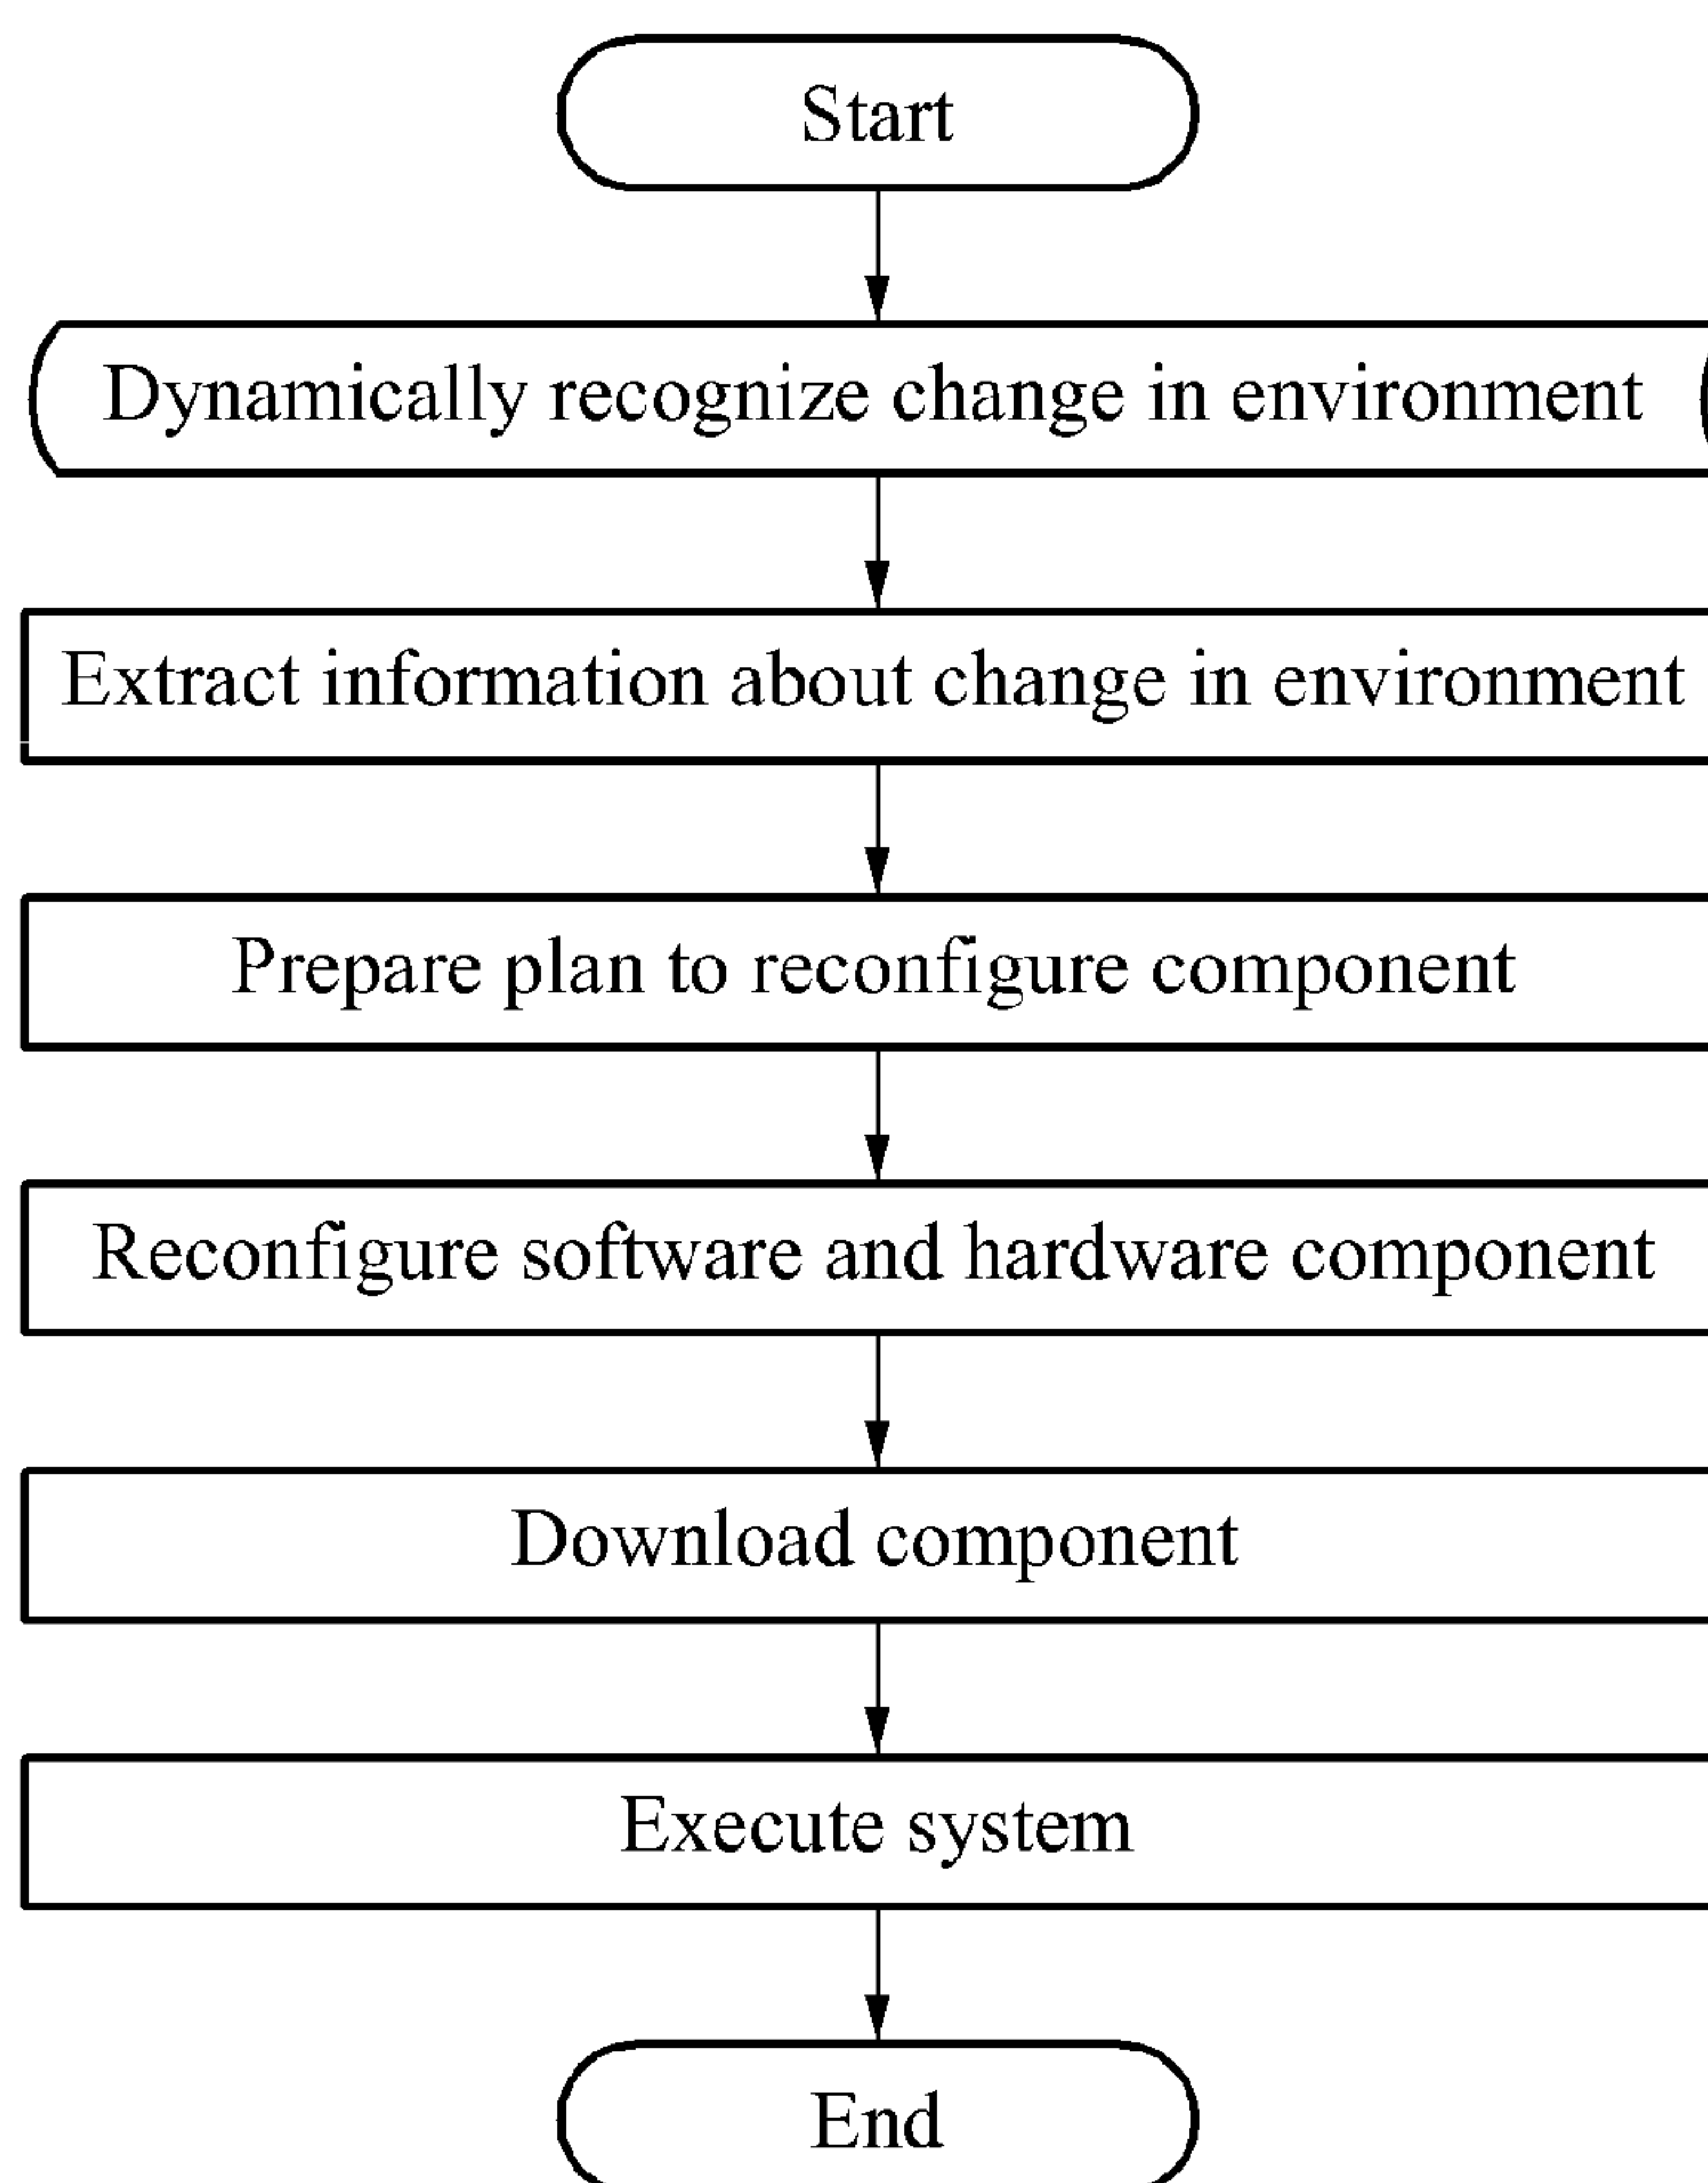 Start
Dynamically recognize change in environment
Extract information about change in environment
Prepare plan to reconfigure component
Reconfigure software and hardware component
Download component
Execute system
End